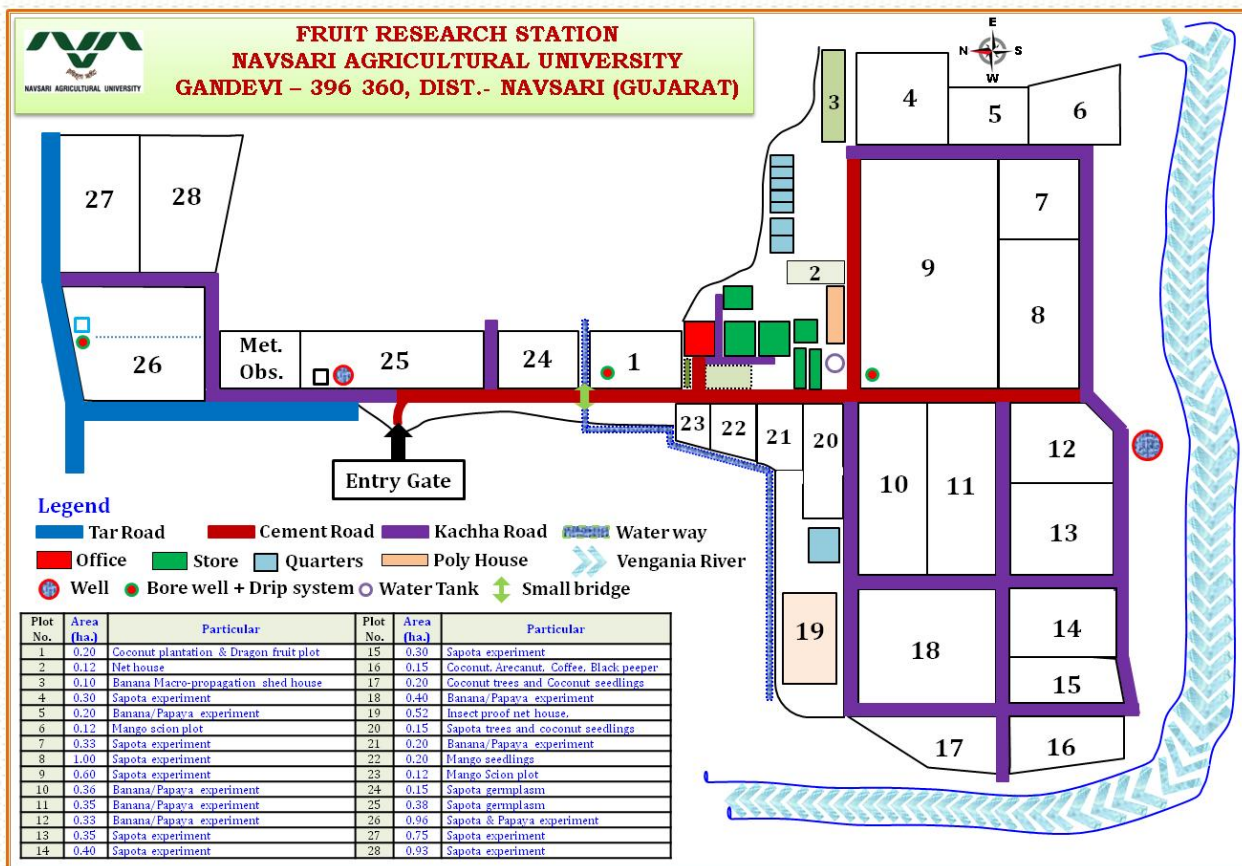 FRUIT RESEARCH STATION
NAVSARI AGRICULTURAL UNIVERSITY
GANDEVI – 396 360, DIST.- NAVSARI (GUJARAT)
NAVSARI AGRICULTURAL UNIVERSITY
E
N S
W
3
4
5
6
27
28
7
2
9
8
Met.
Obs.
25
24
1
26
23
22
21
20
12
10
11
13
Entry Gate
19
18
14
15
17
16
Legend
Tar Road Cement Road Kachha Road Water way
Office Store Quarters Poly House Vengania River
Well Bore well + Drip system Water Tank Small bridge
Plot No. Area (ha.) Particular Plot No. Area (ha.) Particular
1 0.20 Coconut plantation & Dragon fruit plot 15 0.30 Sapota experiment
2 0.12 Net house 16 0.15 Coconut, Arecanut, Coffee, Black peeper
3 0.10 Banana Macro-propagation shed house 17 0.20 Coconut trees and Coconut seedlings
4 0.30 Sapota experiment 18 0.40 Banana/Papaya experiment
5 0.20 Banana/Papaya experiment 19 0.52 Insect proof net house,
6 0.12 Mango scion plot 20 0.15 Sapota trees and coconut seedlings
7 0.33 Sapota experiment 21 0.20 Banana/Papaya experiment
8 1.00 Sapota experiment 22 0.20 Mango seedlings
9 0.60 Sapota experiment 23 0.12 Mango Scion plot
10 0.36 Banana/Papaya experiment 24 0.15 Sapota germplasm
11 0.35 Banana/Papaya experiment 25 0.38 Sapota germplasm
12 0.33 Banana/Papaya experiment 26 0.96 Sapota & Papaya experiment
13 0.35 Sapota experiment 27 0.75 Sapota experiment
14 0.40 Sapota experiment 28 0.93 Sapota experiment